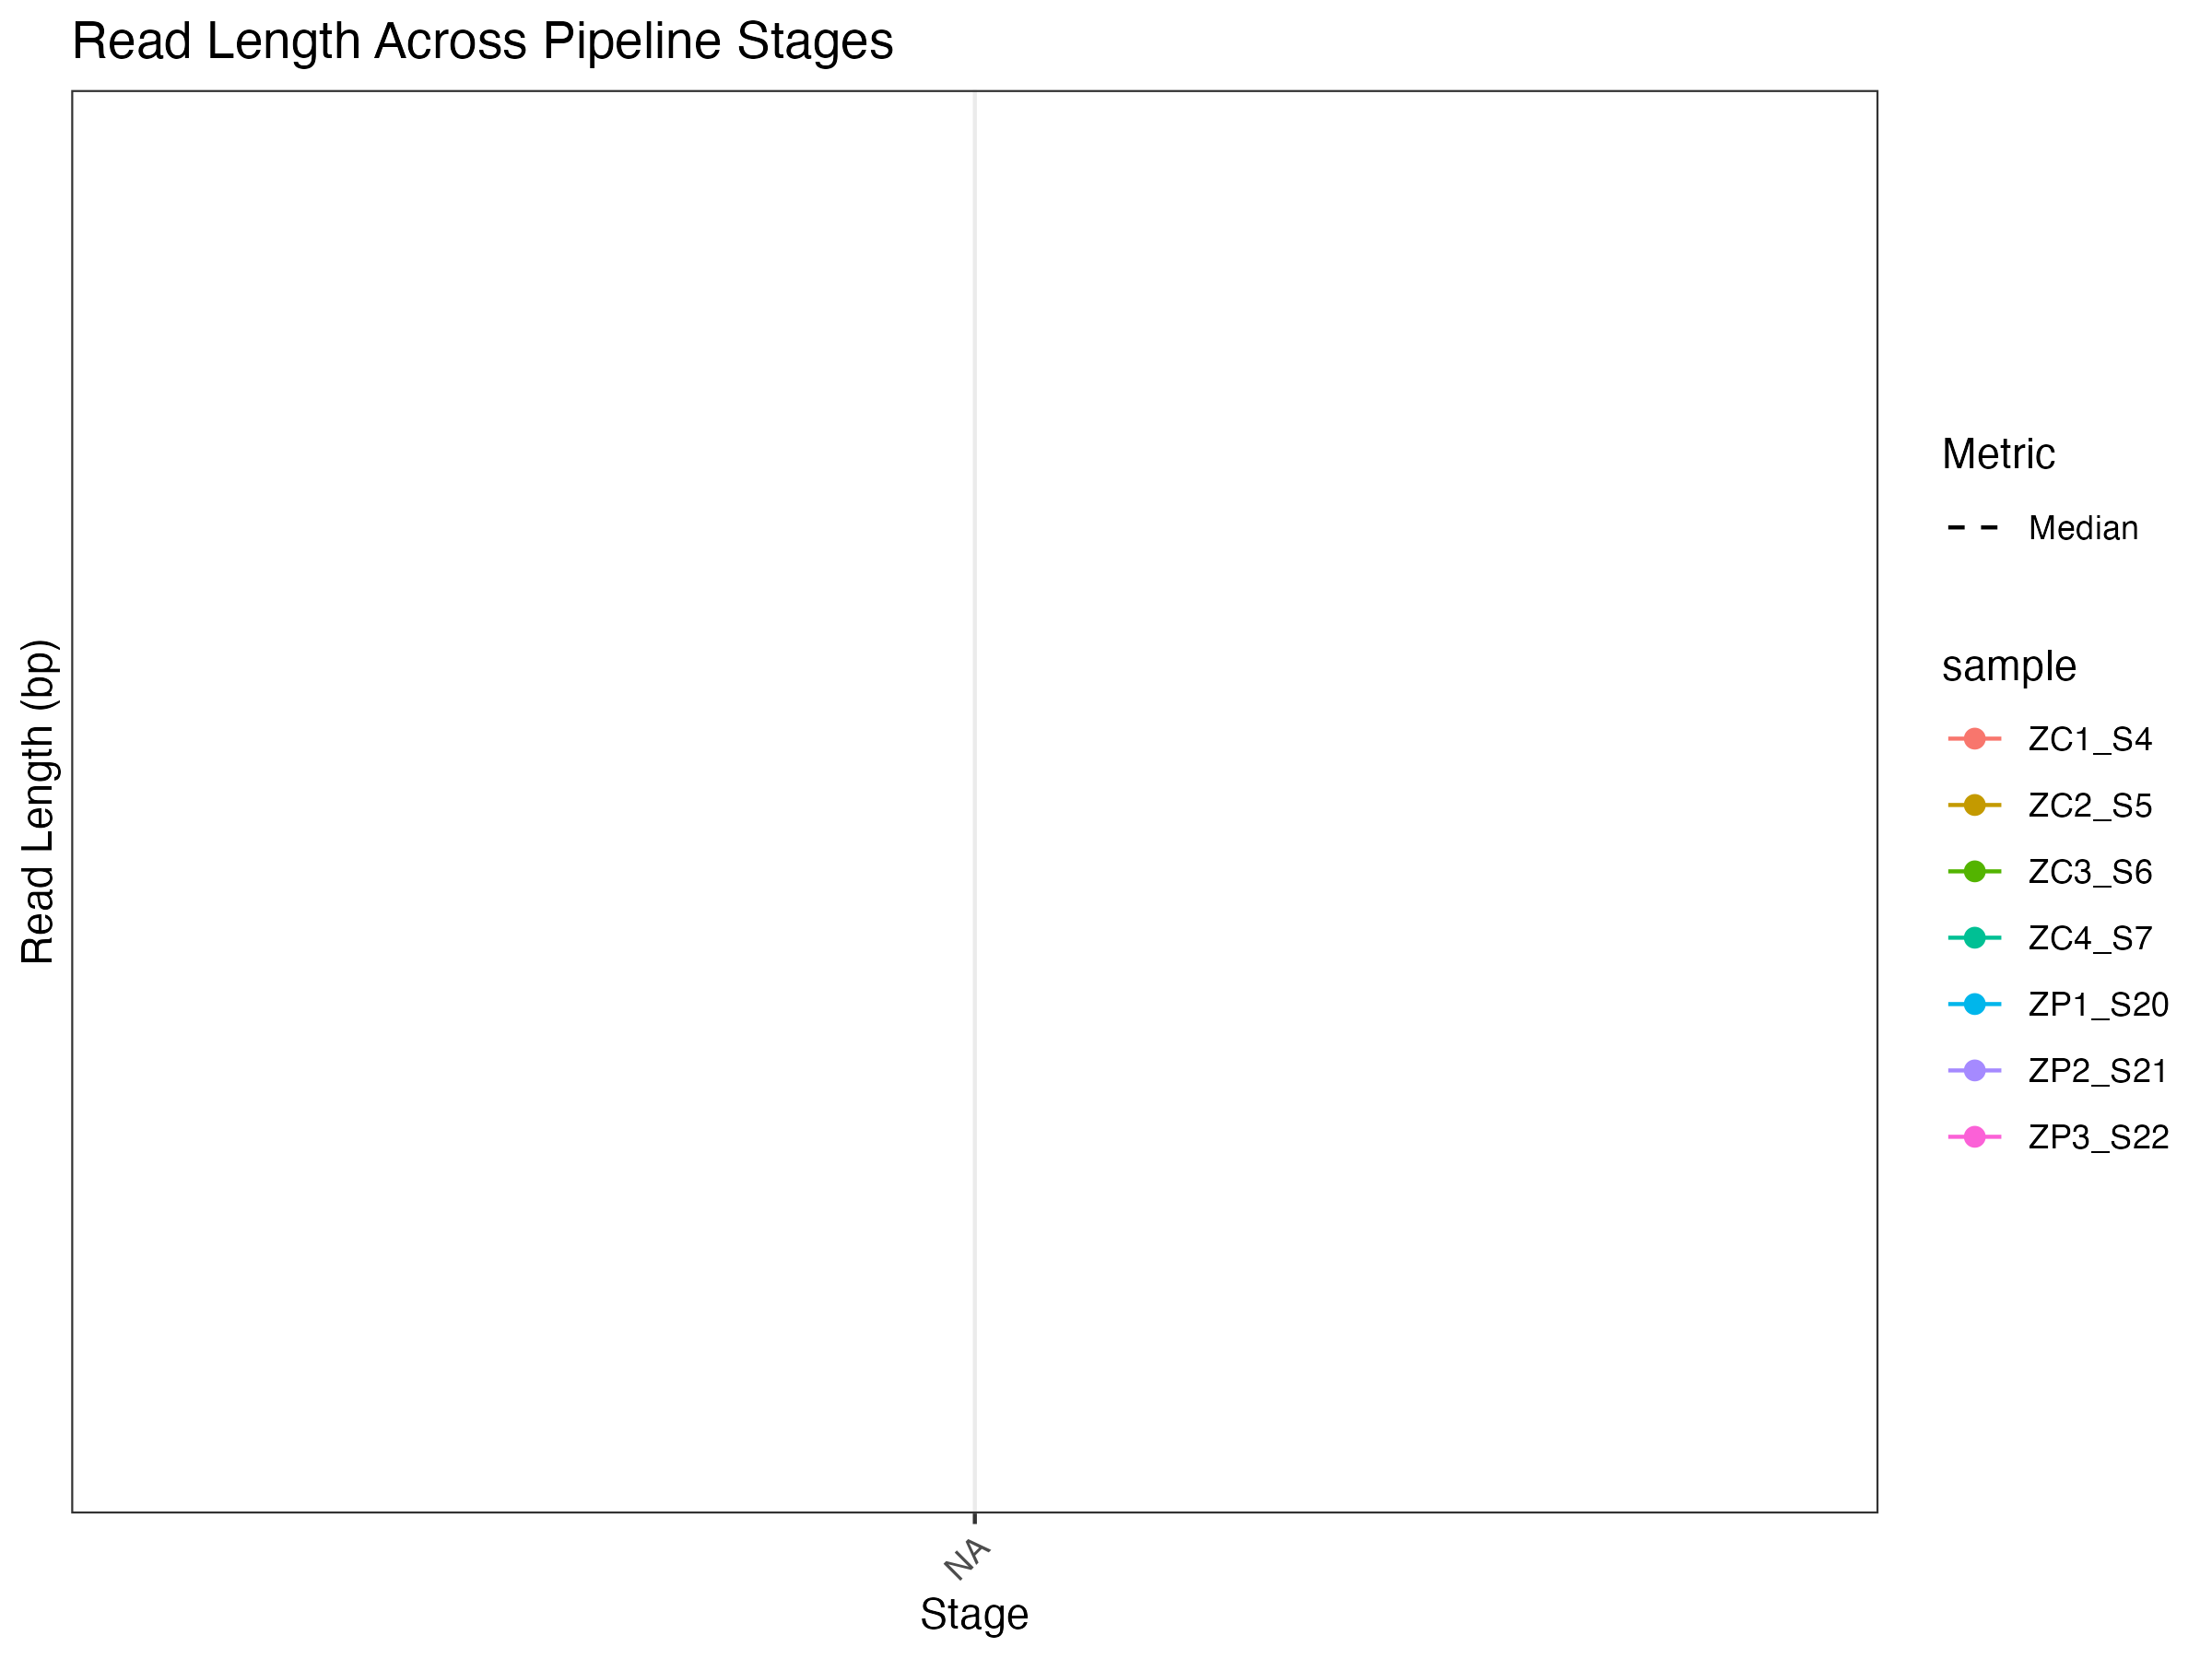 Read Length Across Pipeline Stages
Read Length (bp)
NA
Stage
Metric
Median
sample
ZC1_S4
ZC2_S5
ZC3_S6
ZC4_S7
ZP1_S20
ZP2_S21
ZP3_S22